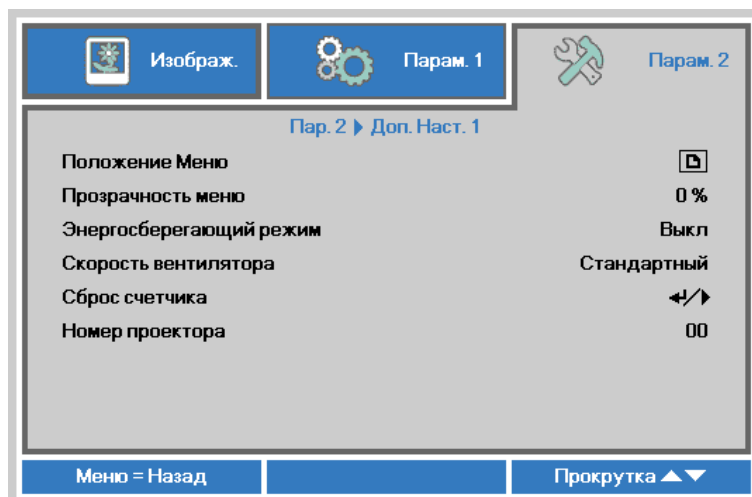 Изображ.
Парам. 1
Парам. 2
Пар. 2 ▶ Доп. Наст. 1
Положение Меню
Прозрачность меню 0 %
Энергосберегающий режим Выкл
Скорость вентилятора Стандартный
Сброс счетчика ↵/▶
Номер проектора 00
Меню = Назад
Прокрутка ▲▼